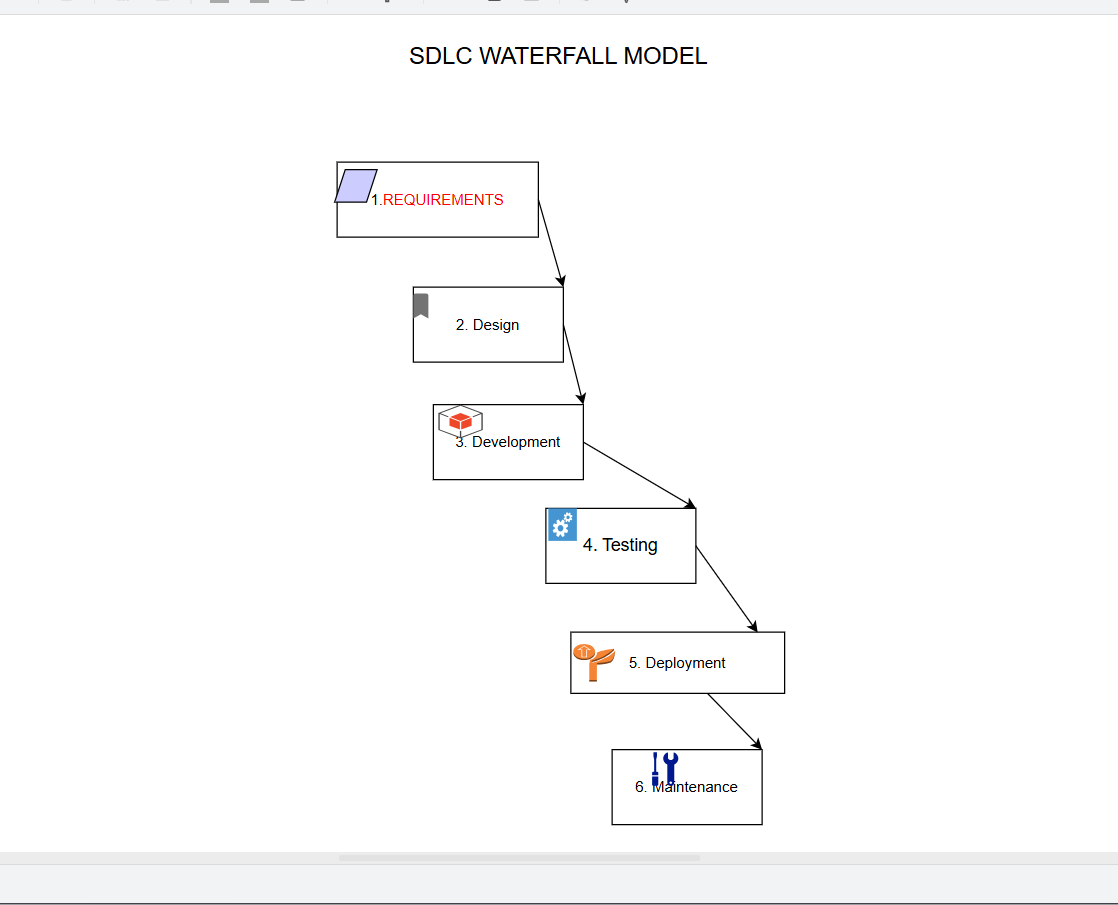 SDLC WATERFALL MODEL
1.REQUIREMENTS
2. Design
3. Development
4. Testing
5. Deployment
6. Maintenance